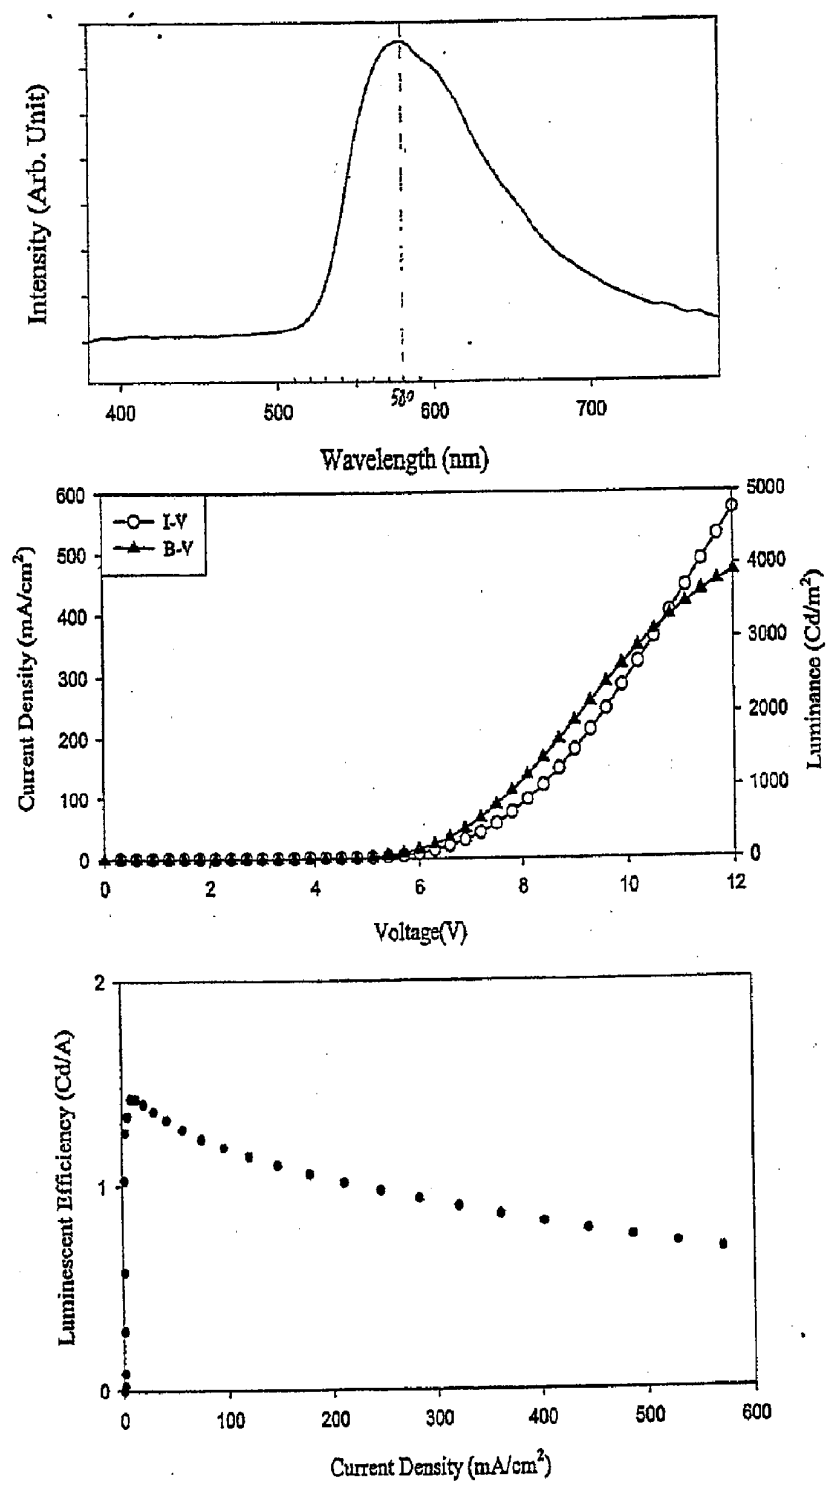 Intensity (Arb. Unit)
400 500 580 600 700
Wavelength (nm)
I-V
B-V
Current Density (mA/cm²)
600
500
400
300
200
100
0
Luminance (Cd/m²)
5000
4000
3000
2000
1000
0
0 2 4 6 8 10 12
Voltage(V)
Luminescent Efficiency (Cd/A)
2
1
0
0 100 200 300 400 500 600
Current Density (mA/cm²)